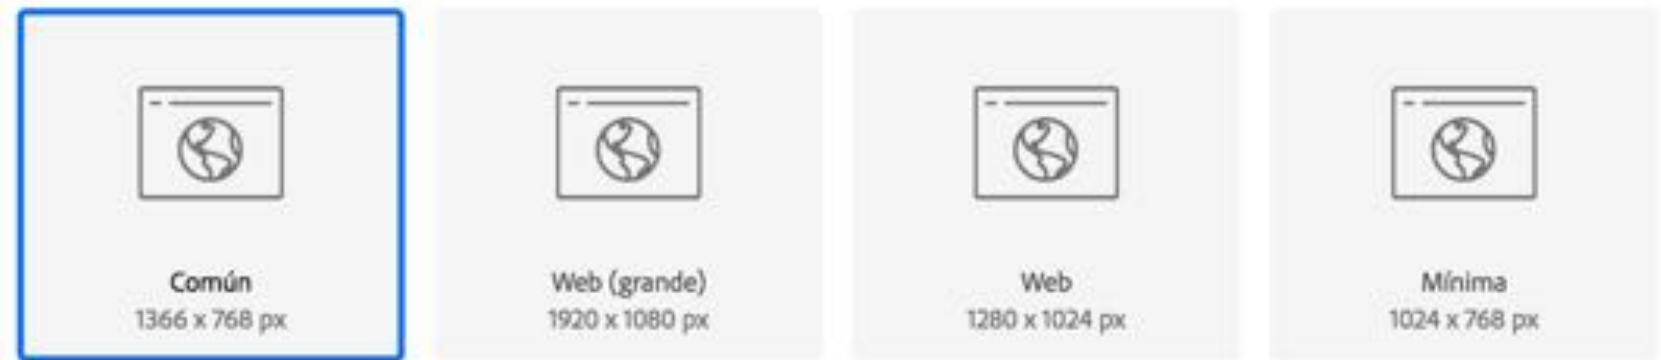 Común
1366 x 768 px
Web (grande)
1920 x 1080 px
Web
1280 x 1024 px
Mínima
1024 x 768 px